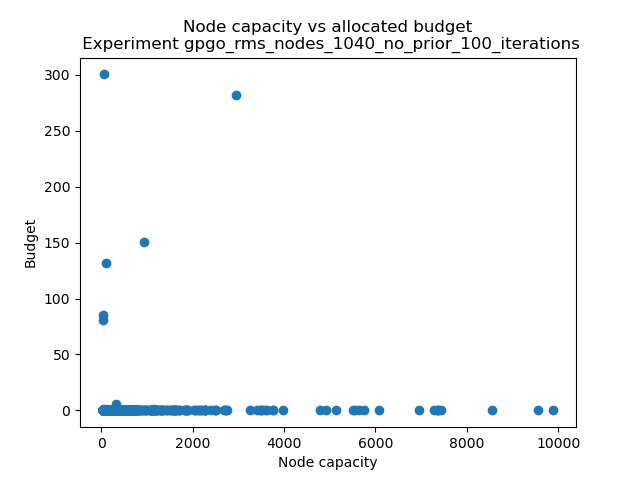 Node capacity vs allocated budget
Experiment gpgo_rms_nodes_1040_no_prior_100_iterations
300
250
200
150
100
50
0
Budget
0 2000 4000 6000 8000 10000
Node capacity